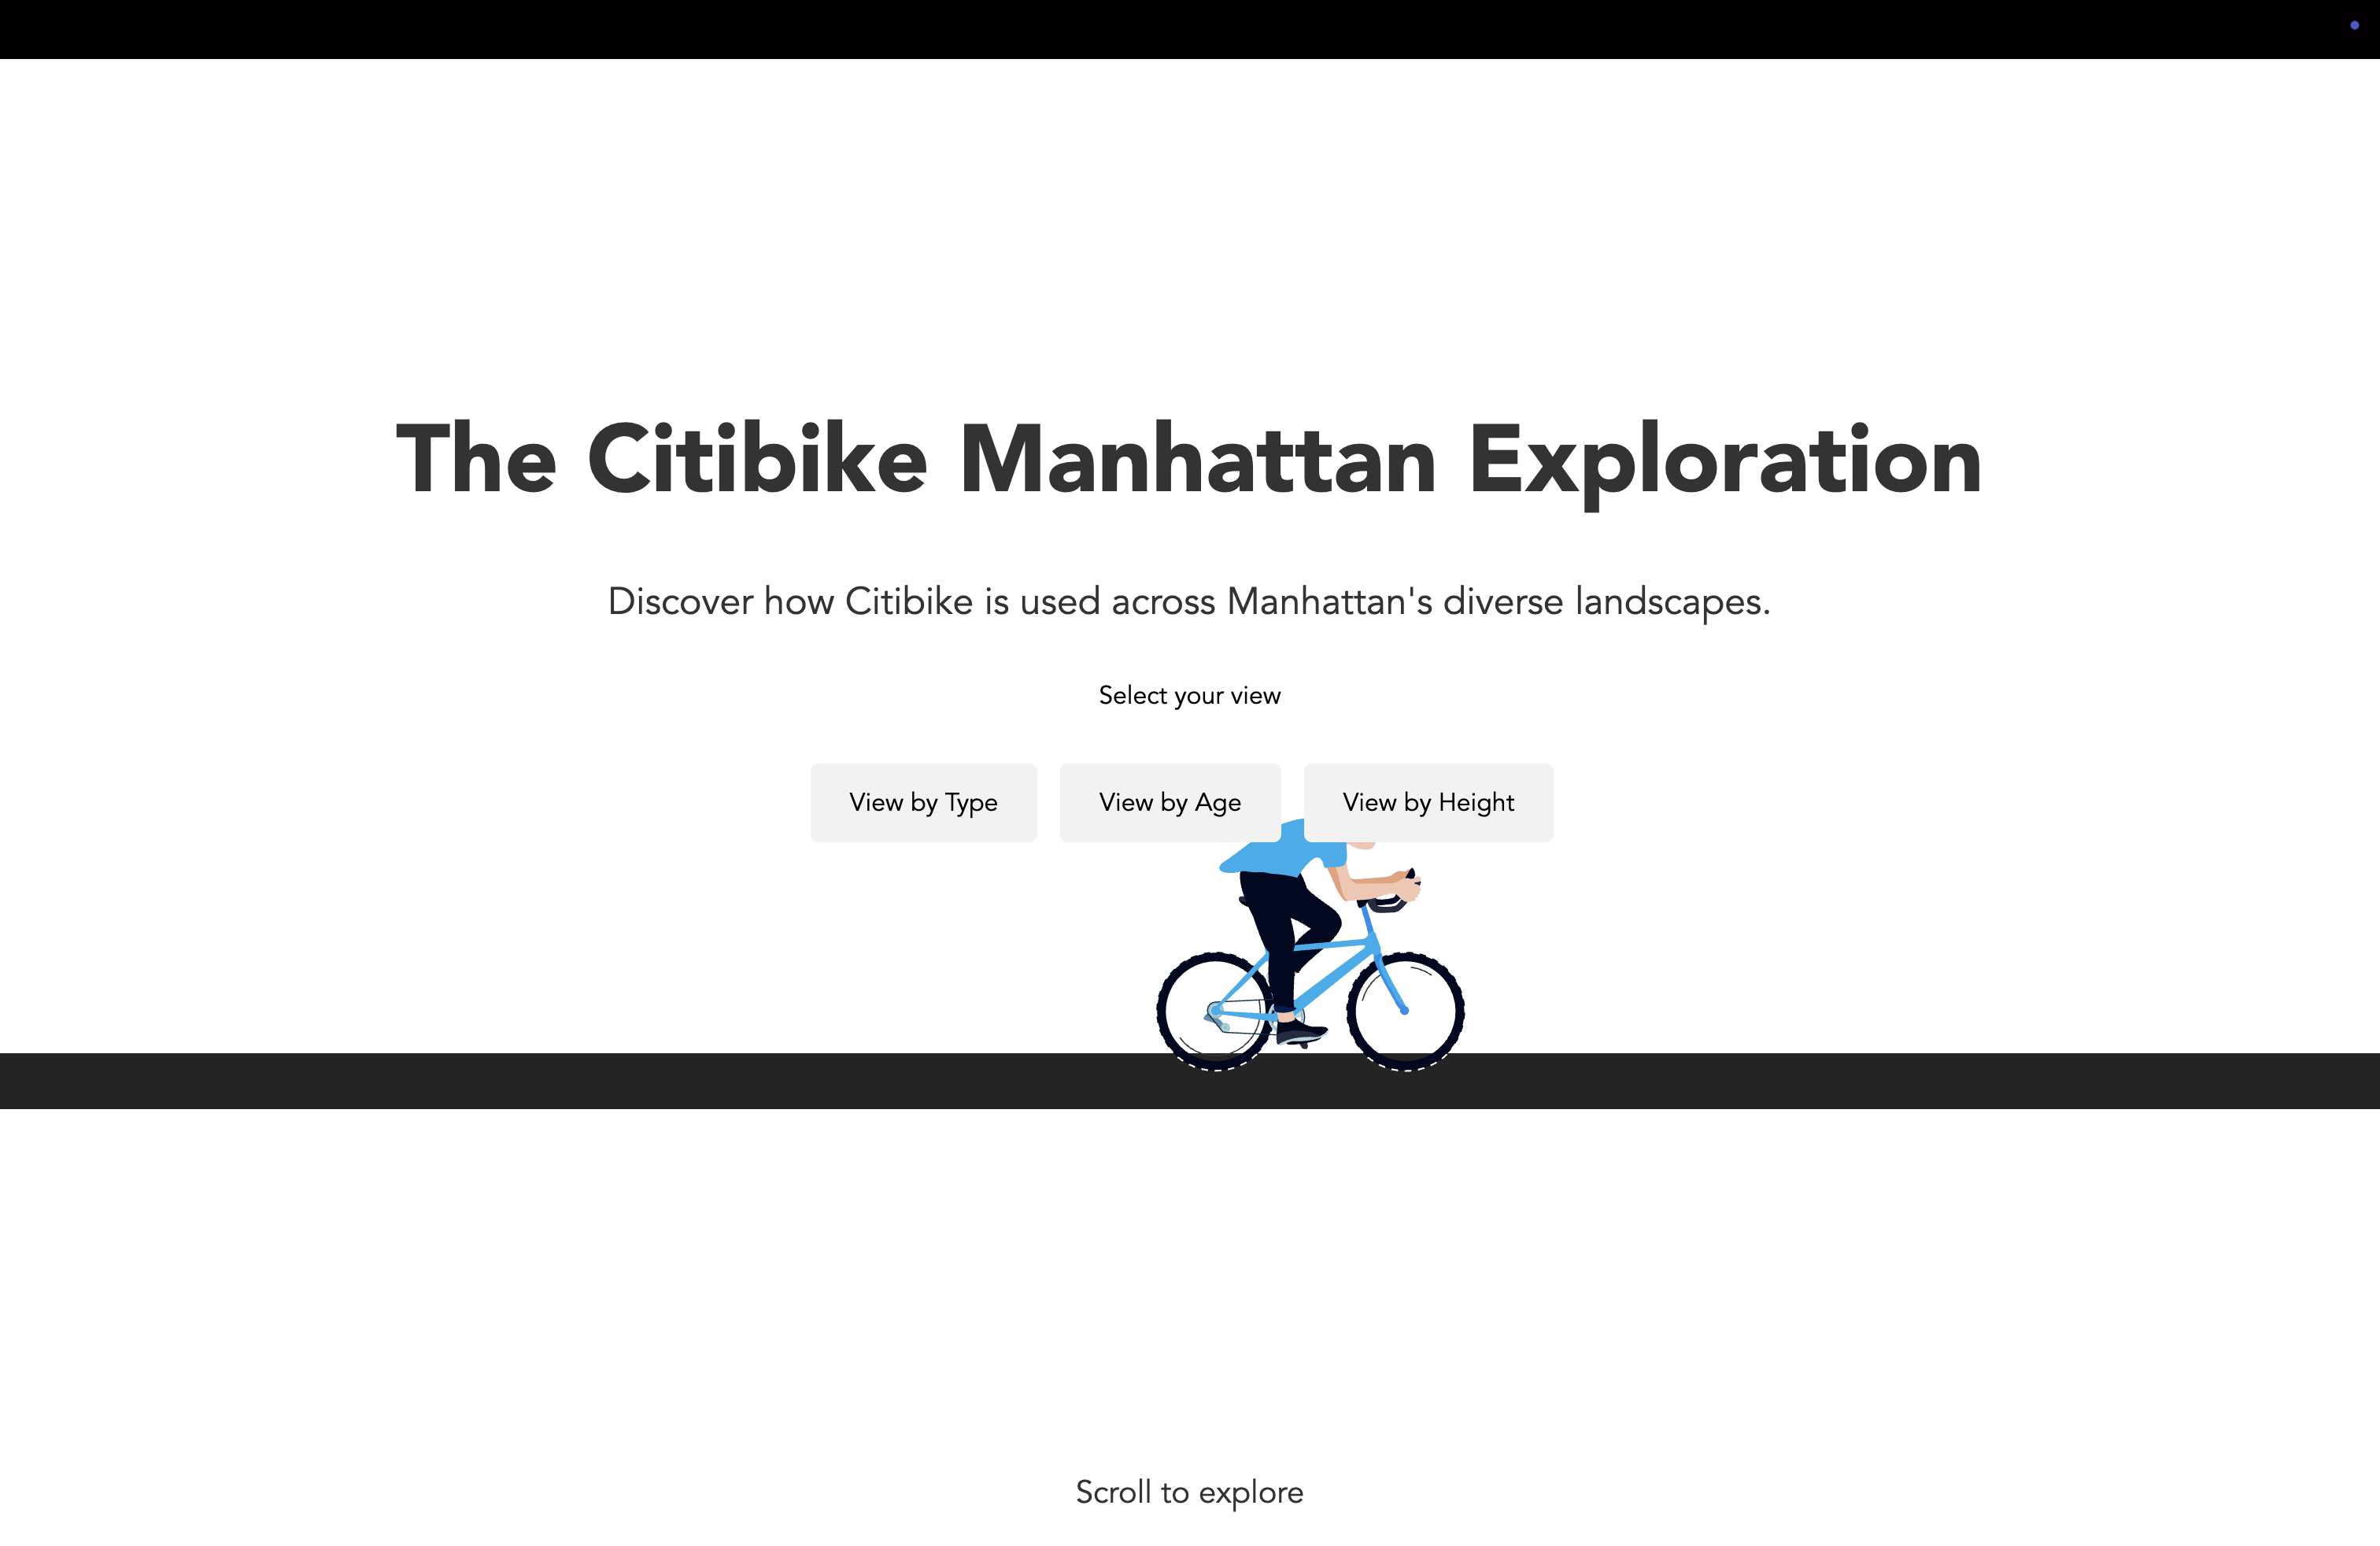 The Citibike Manhattan Exploration
Discover how Citibike is used across Manhattan's diverse landscapes.
Select your view
View by Type
View by Age
View by Height
Scroll to explore